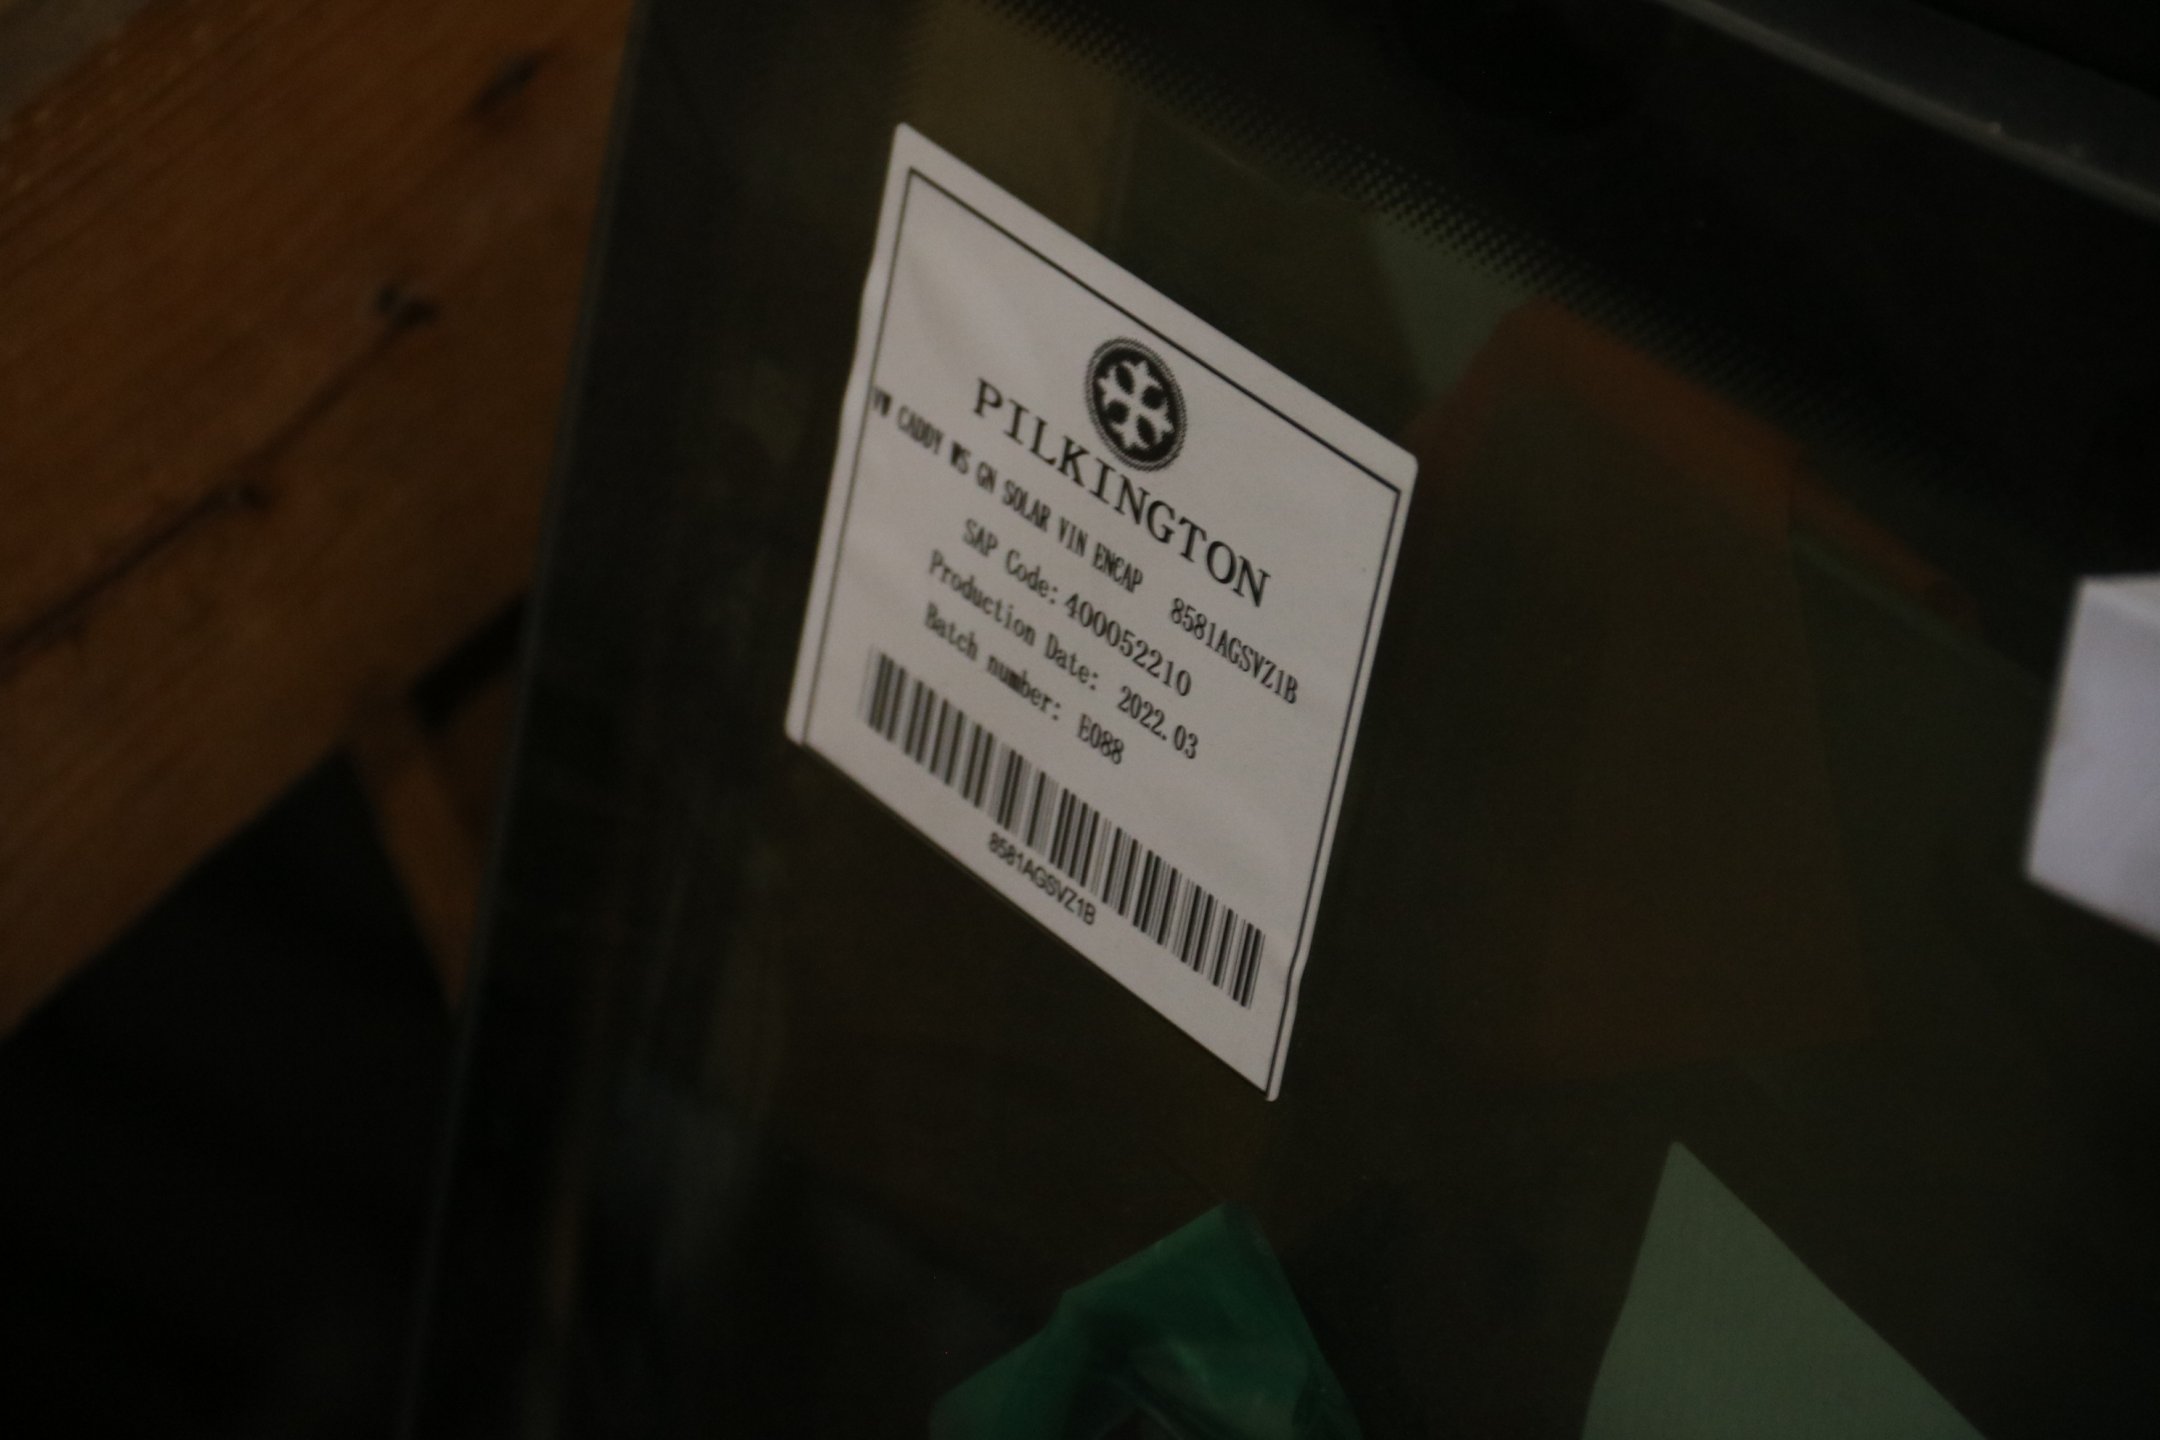 PILKINGTON
VW CADDY WS GN SOLAR VIN ENCAP 8581AGSVZ1B
SAP Code: 400052210
Production Date: 2022.03
Batch number: E088
8581AGSVZ1B